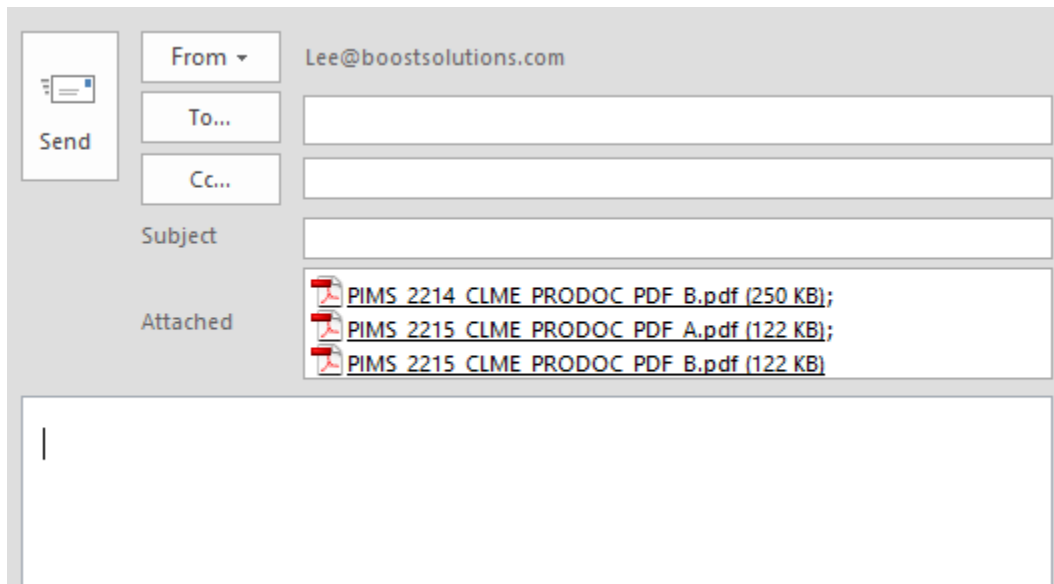 From
Lee@boostsolutions.com
Send
To...
Cc...
Subject
Attached
PIMS_2214_CLME_PRODOC_PDF_B.pdf (250 KB);
PIMS_2215_CLME_PRODOC_PDF_A.pdf (122 KB);
PIMS_2215_CLME_PRODOC_PDF_B.pdf (122 KB)